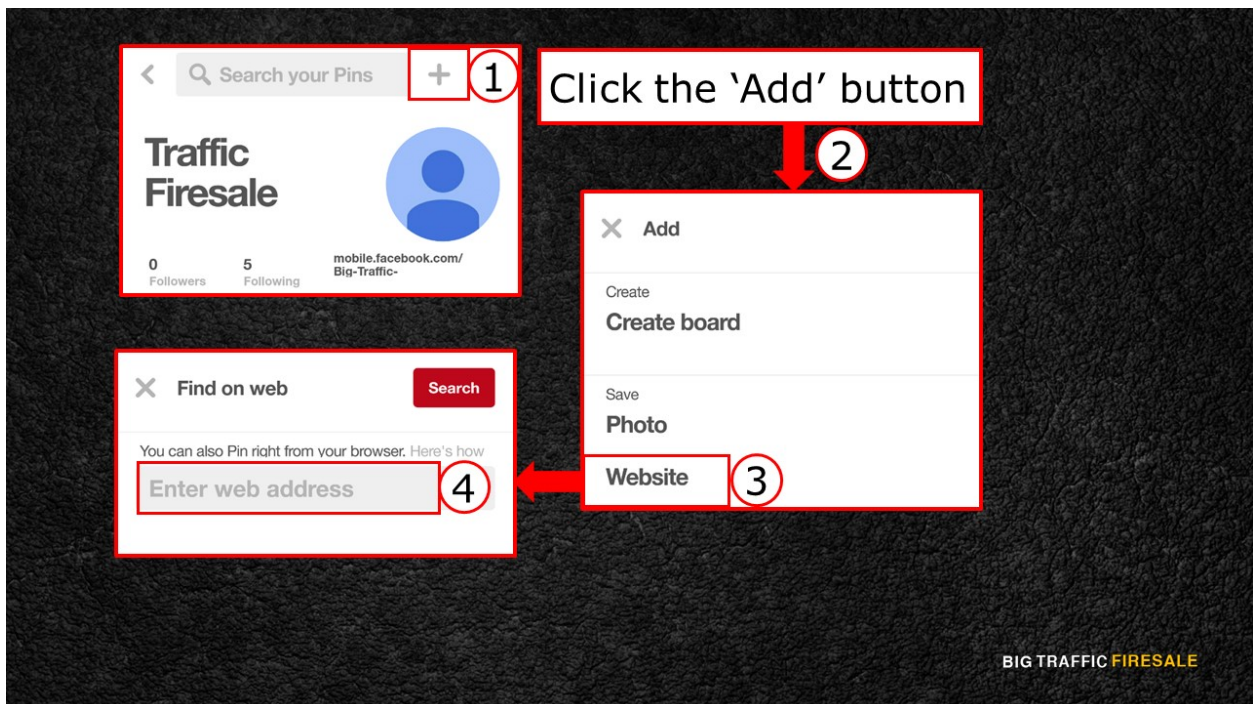 Search your Pins
+
1
Traffic
Firesale
0
Followers
5
Following
mobile.facebook.com/
Big-Traffic-
Click the ‘Add’ button
2
Add
Create
Create board
Save
Photo
Website
3
Find on web
Search
You can also Pin right from your browser. Here's how
Enter web address
4
BIG TRAFFIC FIRESALE